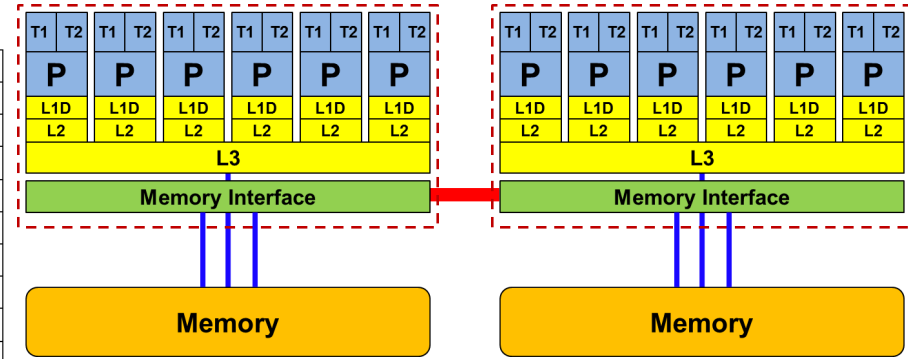 T1 T2 T1 T2 T1 T2 T1 T2 T1 T2 T1 T2 T1 T2 T1 T2 T1 T2 T1 T2 T1 T2 T1 T2
P P P P P P P P P P P P
L1D L1D L1D L1D L1D L1D L1D L1D L1D L1D L1D L1D
L2 L2 L2 L2 L2 L2 L2 L2 L2 L2 L2 L2
L3 L3
Memory Interface Memory Interface
Memory Memory